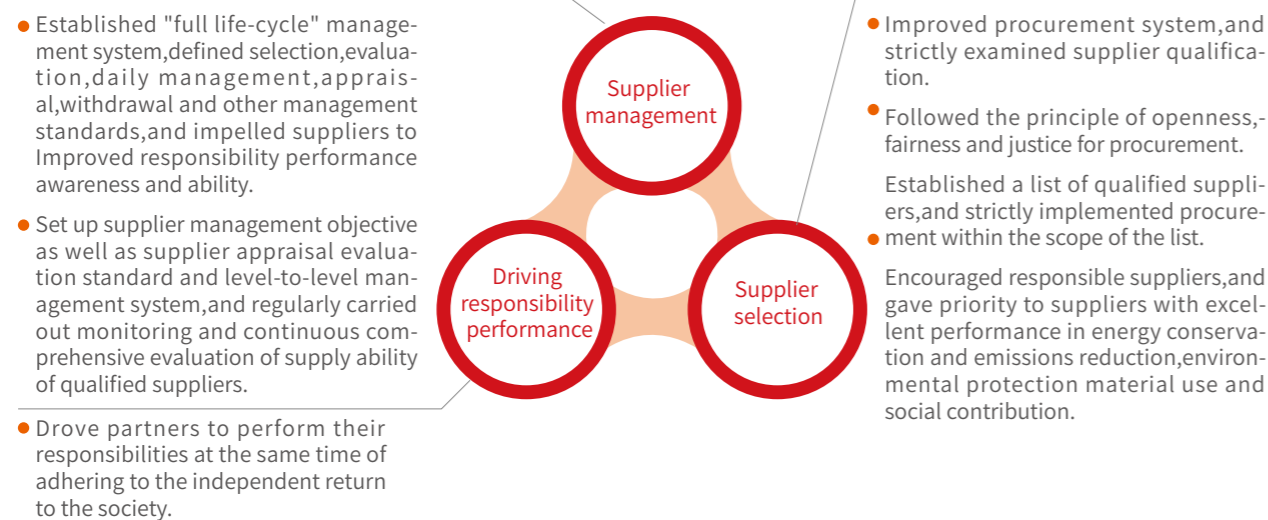 Established "full life-cycle" manage-
ment system,defined selection,evalua-
tion,daily management,apprais-
al,withdrawal and other management
standards,and impelled suppliers to
Improved responsibility performance
awareness and ability.
Set up supplier management objective
as well as supplier appraisal evalua-
tion standard and level-to-level man-
agement system,and regularly carried
out monitoring and continuous com-
prehensive evaluation of supply ability
of qualified suppliers.
Drove partners to perform their
responsibilities at the same time of
adhering to the independent return
to the society.
Supplier
management
Driving
responsibility
performance
Supplier
selection
Improved procurement system,and
strictly examined supplier qualifica-
tion.
Followed the principle of openness,-
fairness and justice for procurement.
Established a list of qualified suppli-
ers,and strictly implemented procure-
ment within the scope of the list.
Encouraged responsible suppliers,and
gave priority to suppliers with excel-
lent performance in energy conserva-
tion and emissions reduction,environ-
mental protection material use and
social contribution.